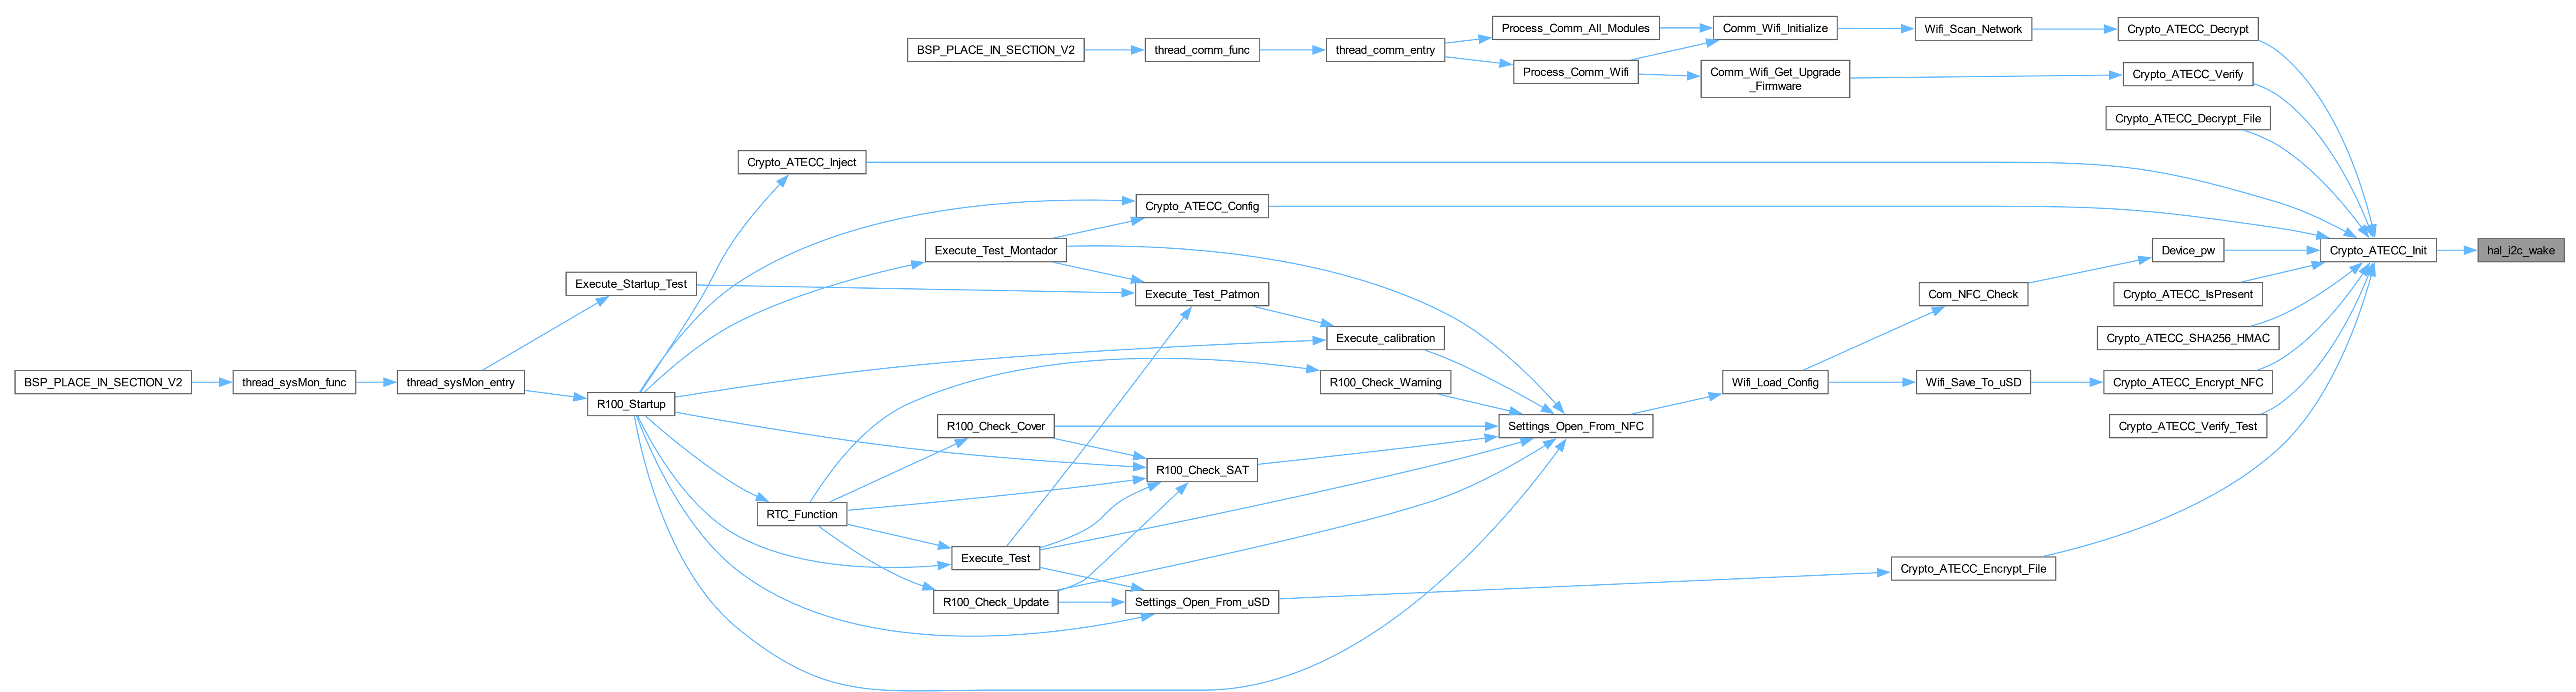 Process_Comm_All_Modules
Comm_Wifi_Initialize
Wifi_Scan_Network
Crypto_ATECC_Decrypt
BSP_PLACE_IN_SECTION_V2
thread_comm_func
thread_comm_entry
Process_Comm_Wifi
Comm_Wifi_Get_Upgrade
_Firmware
Crypto_ATECC_Verify
Crypto_ATECC_Decrypt_File
Crypto_ATECC_Inject
Crypto_ATECC_Config
Execute_Test_Montador
Device_pw
Crypto_ATECC_Init
hal_i2c_wake
Execute_Startup_Test
Execute_Test_Patmon
Com_NFC_Check
Crypto_ATECC_IsPresent
Execute_calibration
Crypto_ATECC_SHA256_HMAC
BSP_PLACE_IN_SECTION_V2
thread_sysMon_func
thread_sysMon_entry
R100_Check_Warning
Wifi_Load_Config
Wifi_Save_To_uSD
Crypto_ATECC_Encrypt_NFC
R100_Startup
R100_Check_Cover
Settings_Open_From_NFC
Crypto_ATECC_Verify_Test
R100_Check_SAT
RTC_Function
Execute_Test
Crypto_ATECC_Encrypt_File
R100_Check_Update
Settings_Open_From_uSD